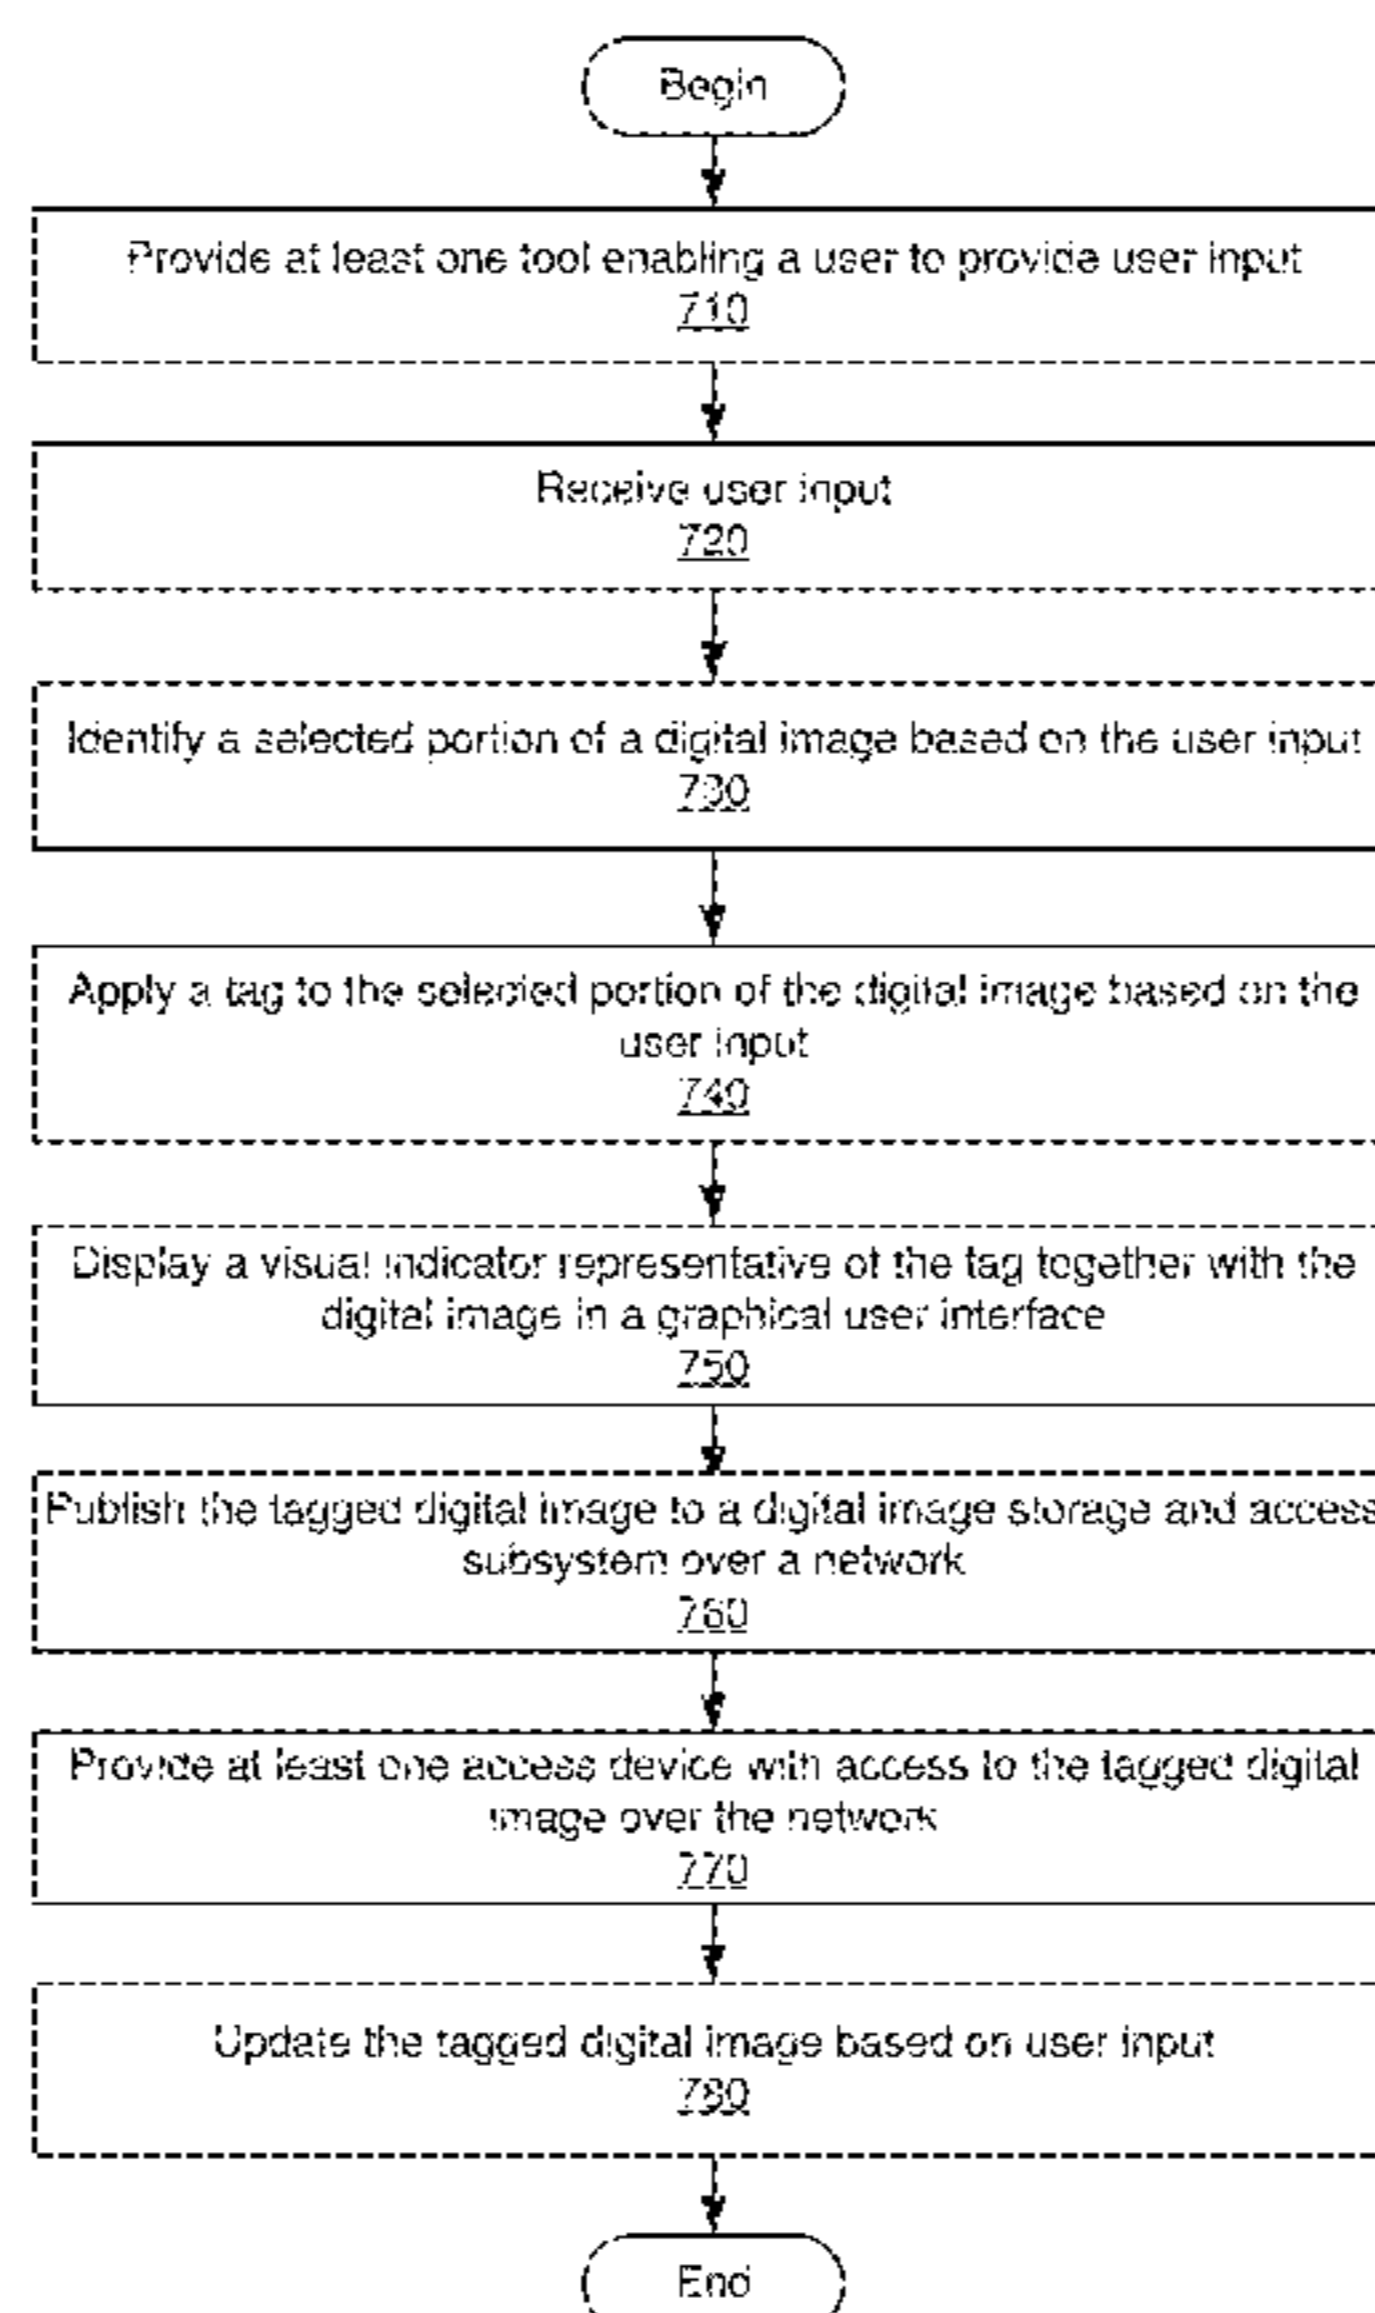 Begin
Provide at least one tool enabling a user to provide user input
710
Receive user input
720
Identify a selected portion of a digital image based on the user input
730
Apply a tag to the selected portion of the digital image based on the
user input
740
Display a visual indicator representative of the tag together with the
digital image in a graphical user interface
750
Publish the tagged digital image to a digital image storage and access
subsystem over a network
760
Provide at least one access device with access to the tagged digital
image over the network
770
Update the tagged digital image based on user input
780
End